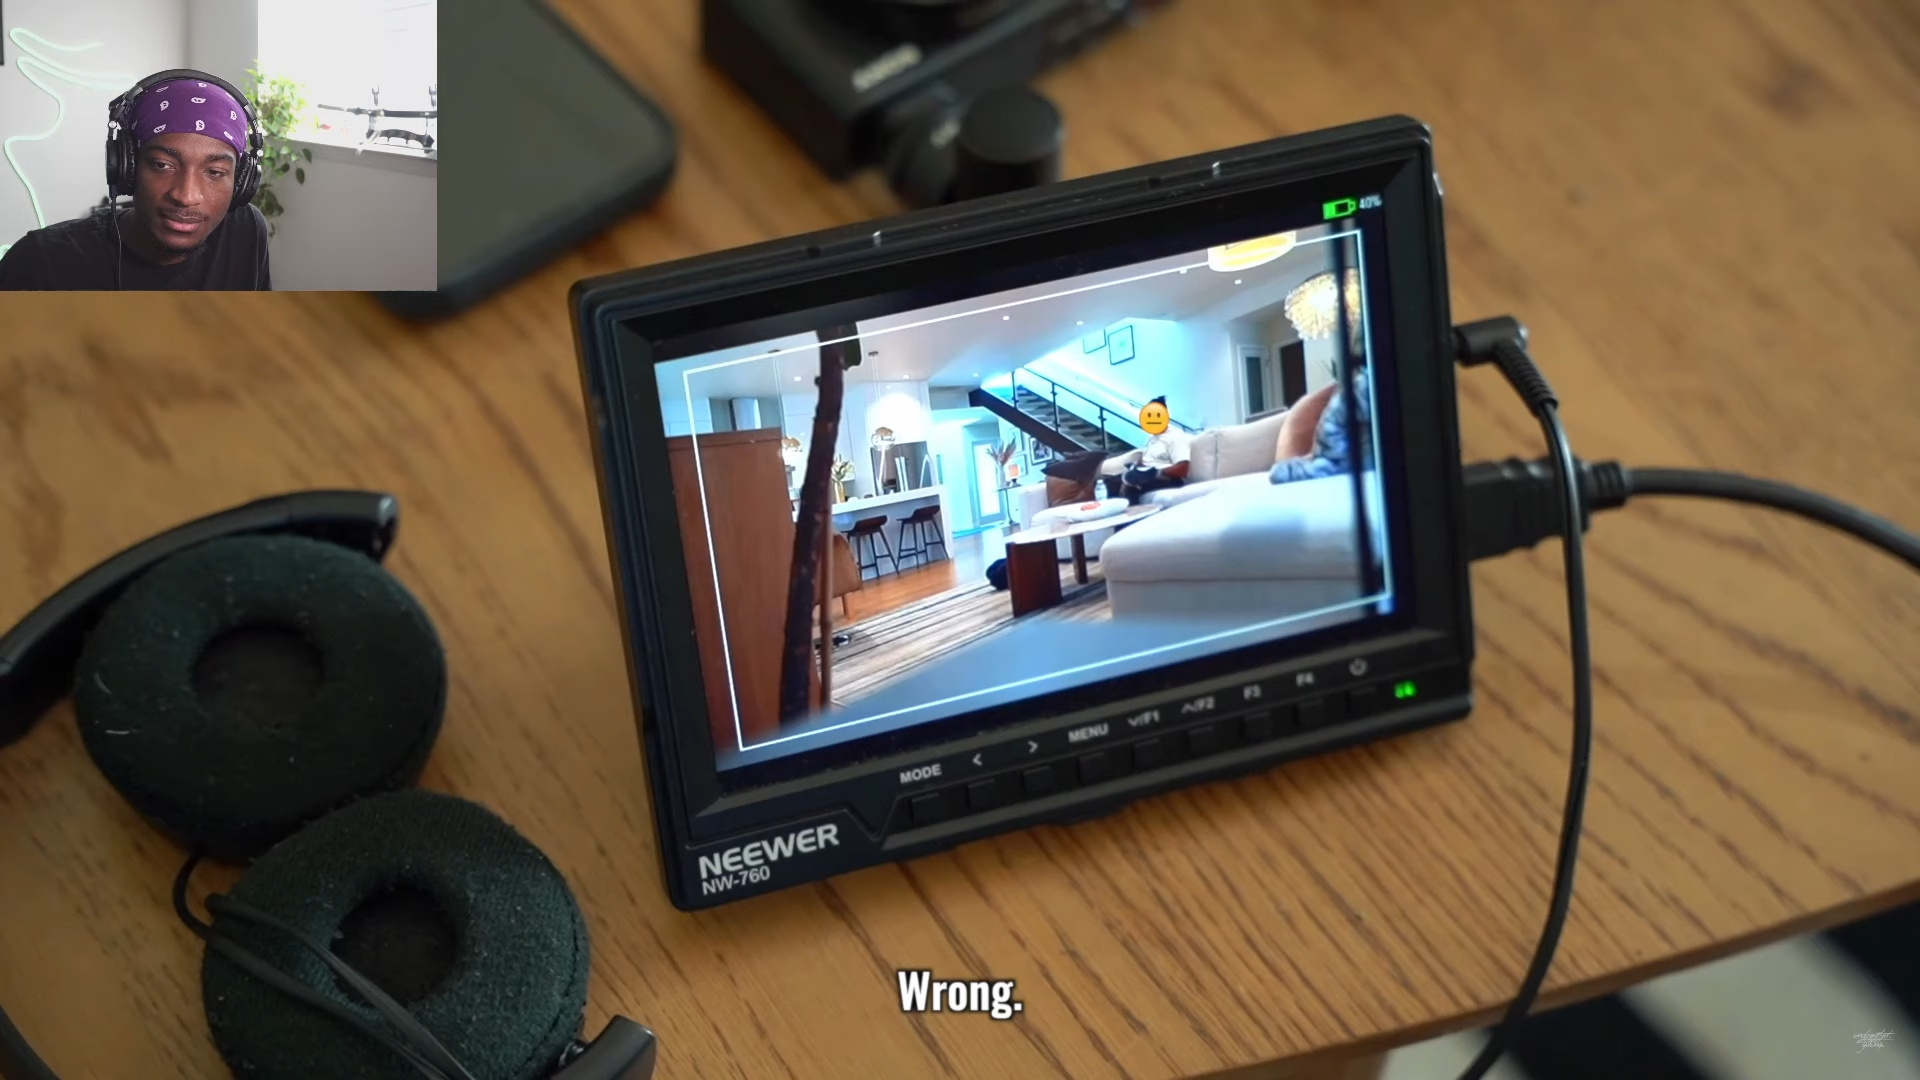 40%
MODE < > MENU ∨/F1 ∧/F2 F3 F4
NEEWER
NW-760
Wrong.